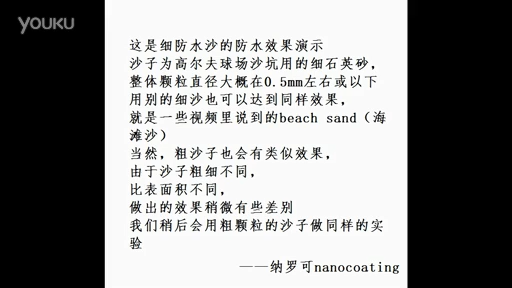 YOUKU
这是细防水沙的防水效果演示
沙子为高尔夫球场沙坑用的细石英砂，
整体颗粒直径大概在0.5mm左右或以下
用别的细沙也可以达到同样效果，
就是一些视频里说到的beach sand（海
滩沙）
当然，粗沙子也会有类似效果，
由于沙子粗细不同，
比表面积不同，
做出的效果稍微有些差别
我们稍后会用粗颗粒的沙子做同样的实
验
——纳罗可nanocoating